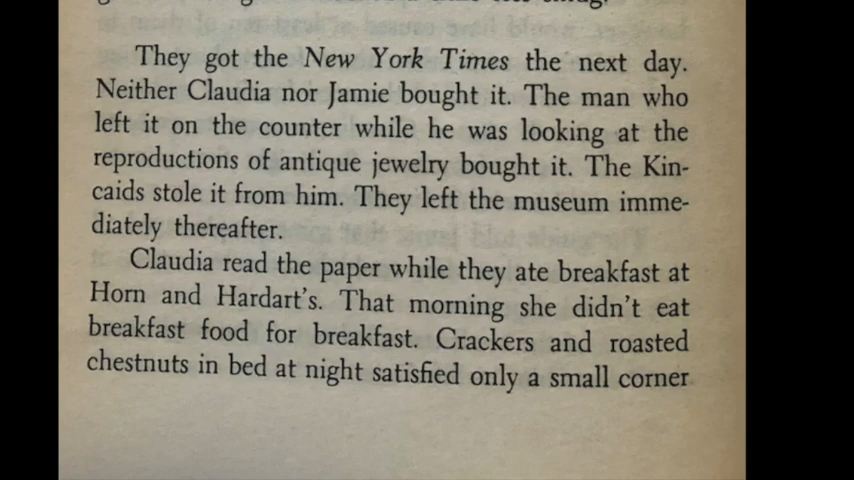 They got the New York Times the next day.
Neither Claudia nor Jamie bought it. The man who
left it on the counter while he was looking at the
reproductions of antique jewelry bought it. The Kin-
caids stole it from him. They left the museum imme-
diately thereafter.
Claudia read the paper while they ate breakfast at
Horn and Hardart's. That morning she didn't eat
breakfast food for breakfast. Crackers and roasted
chestnuts in bed at night satisfied only a small corner